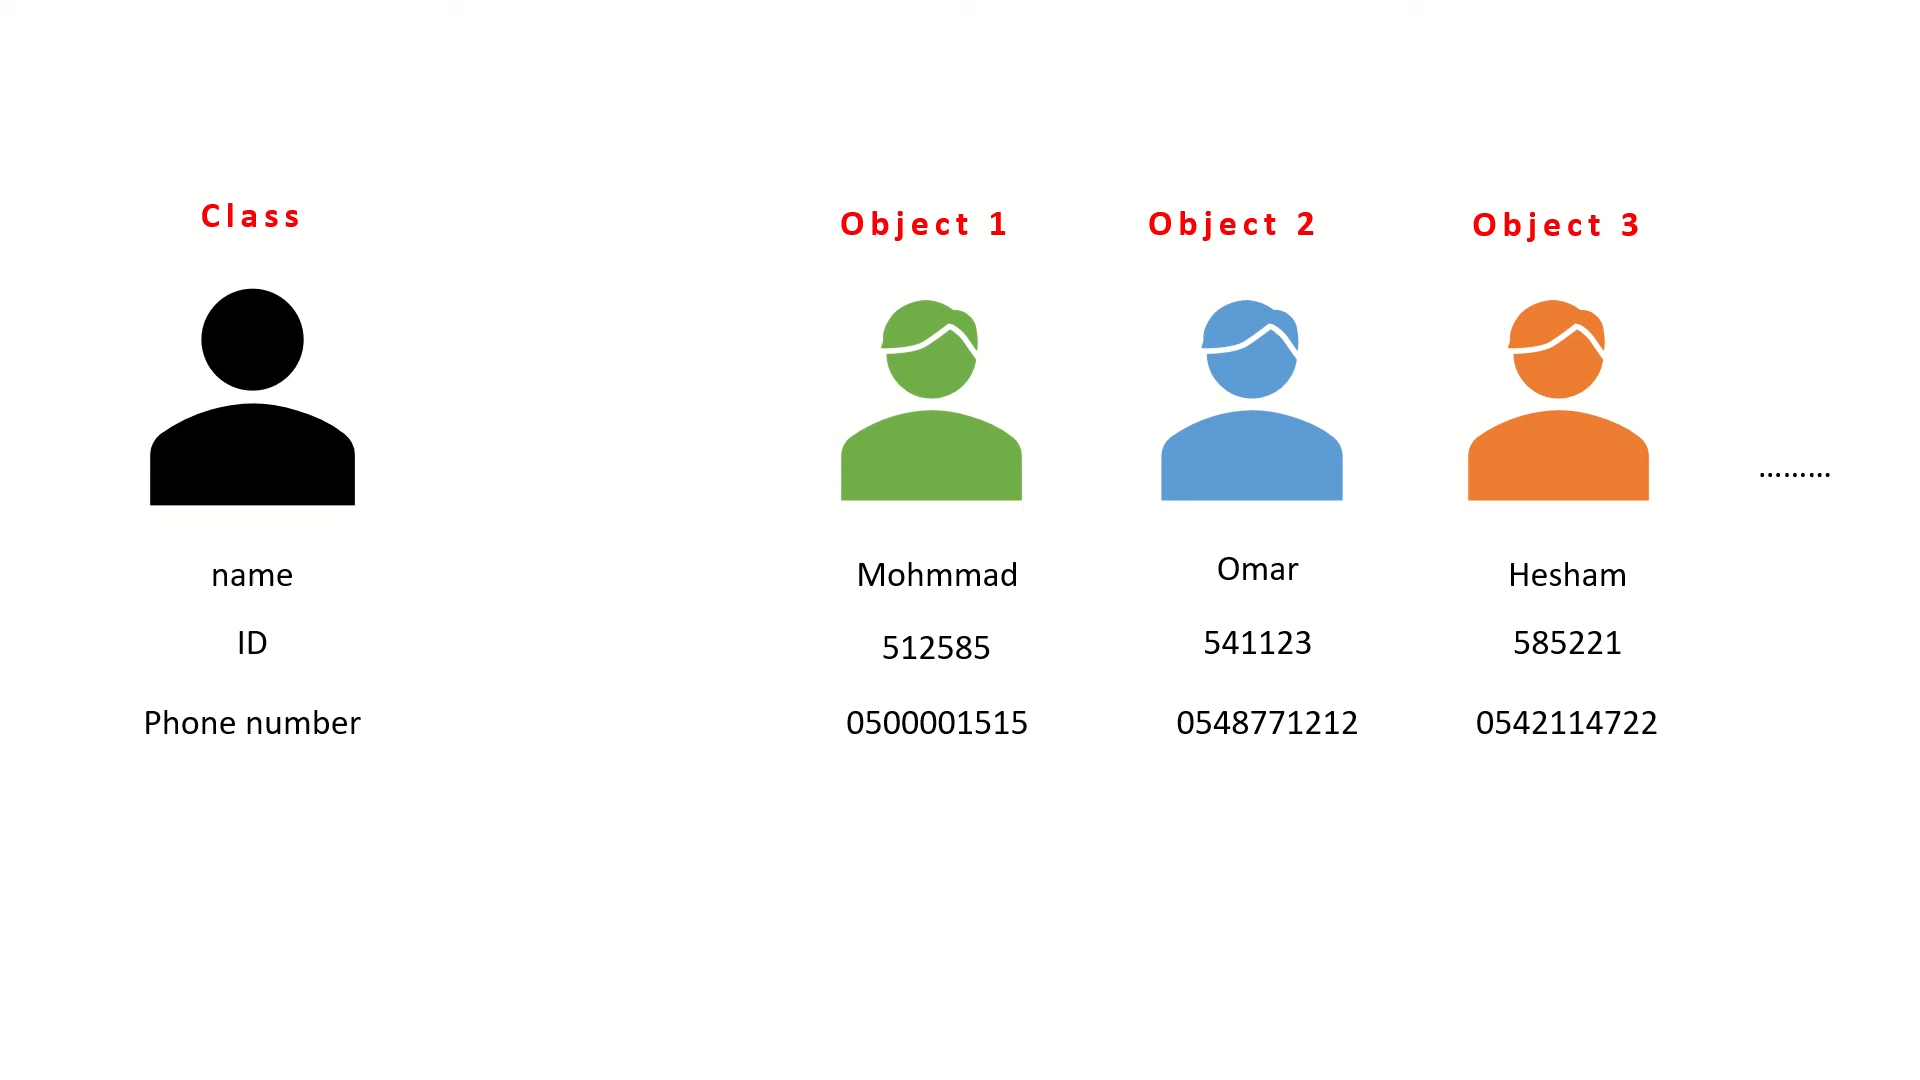 Class
Object 1
Object 2
Object 3
name
Mohmmad
Omar
Hesham
ID
512585
541123
585221
Phone number
0500001515
0548771212
0542114722
.........